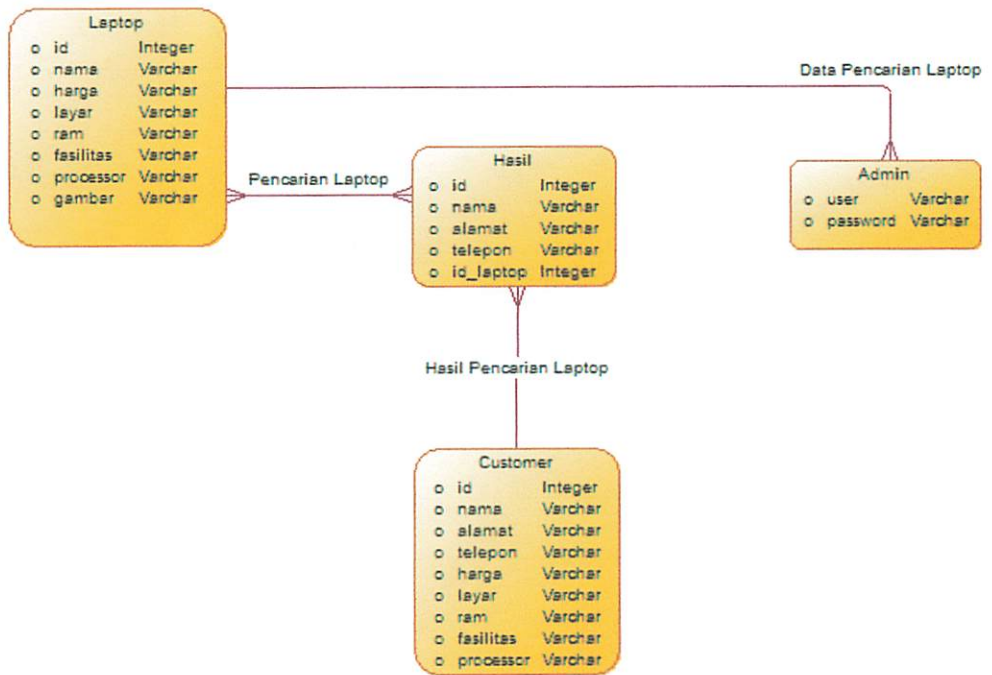 Laptop
o id Integer
o nama Varchar
o harga Varchar
o layar Varchar
o ram Varchar
o fasilitas Varchar
o processor Varchar
o gambar Varchar
Data Pencarian Laptop
Pencarian Laptop
Hasil
o id Integer
o nama Varchar
o alamat Varchar
o telepon Varchar
o id_laptop Integer
Admin
o user Varchar
o password Varchar
Hasil Pencarian Laptop
Customer
o id Integer
o nama Varchar
o alamat Varchar
o telepon Varchar
o harga Varchar
o layar Varchar
o ram Varchar
o fasilitas Varchar
o processor Varchar